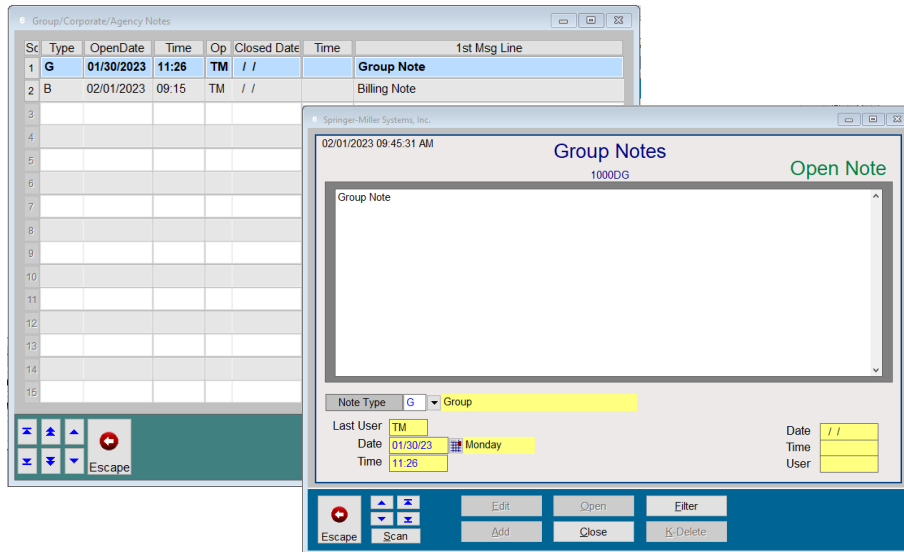 Group/Corporate/Agency Notes
Sc Type OpenDate Time Op Closed Date Time 1st Msg Line
1 G 01/30/2023 11:26 TM / / Group Note
2 B 02/01/2023 09:15 TM / / Billing Note
3
4
5
6
7
8
9
10
11
12
13
14
15
Escape
Springer-Miller Systems, Inc.
02/01/2023 09:45:31 AM
Group Notes
1000DG
Open Note
Group Note
Note Type G Group
Last User TM
Date 01/30/23 Monday
Time 11:26
Date / /
Time
User
Escape
Scan
Edit Open Filter
Add Close K-Delete